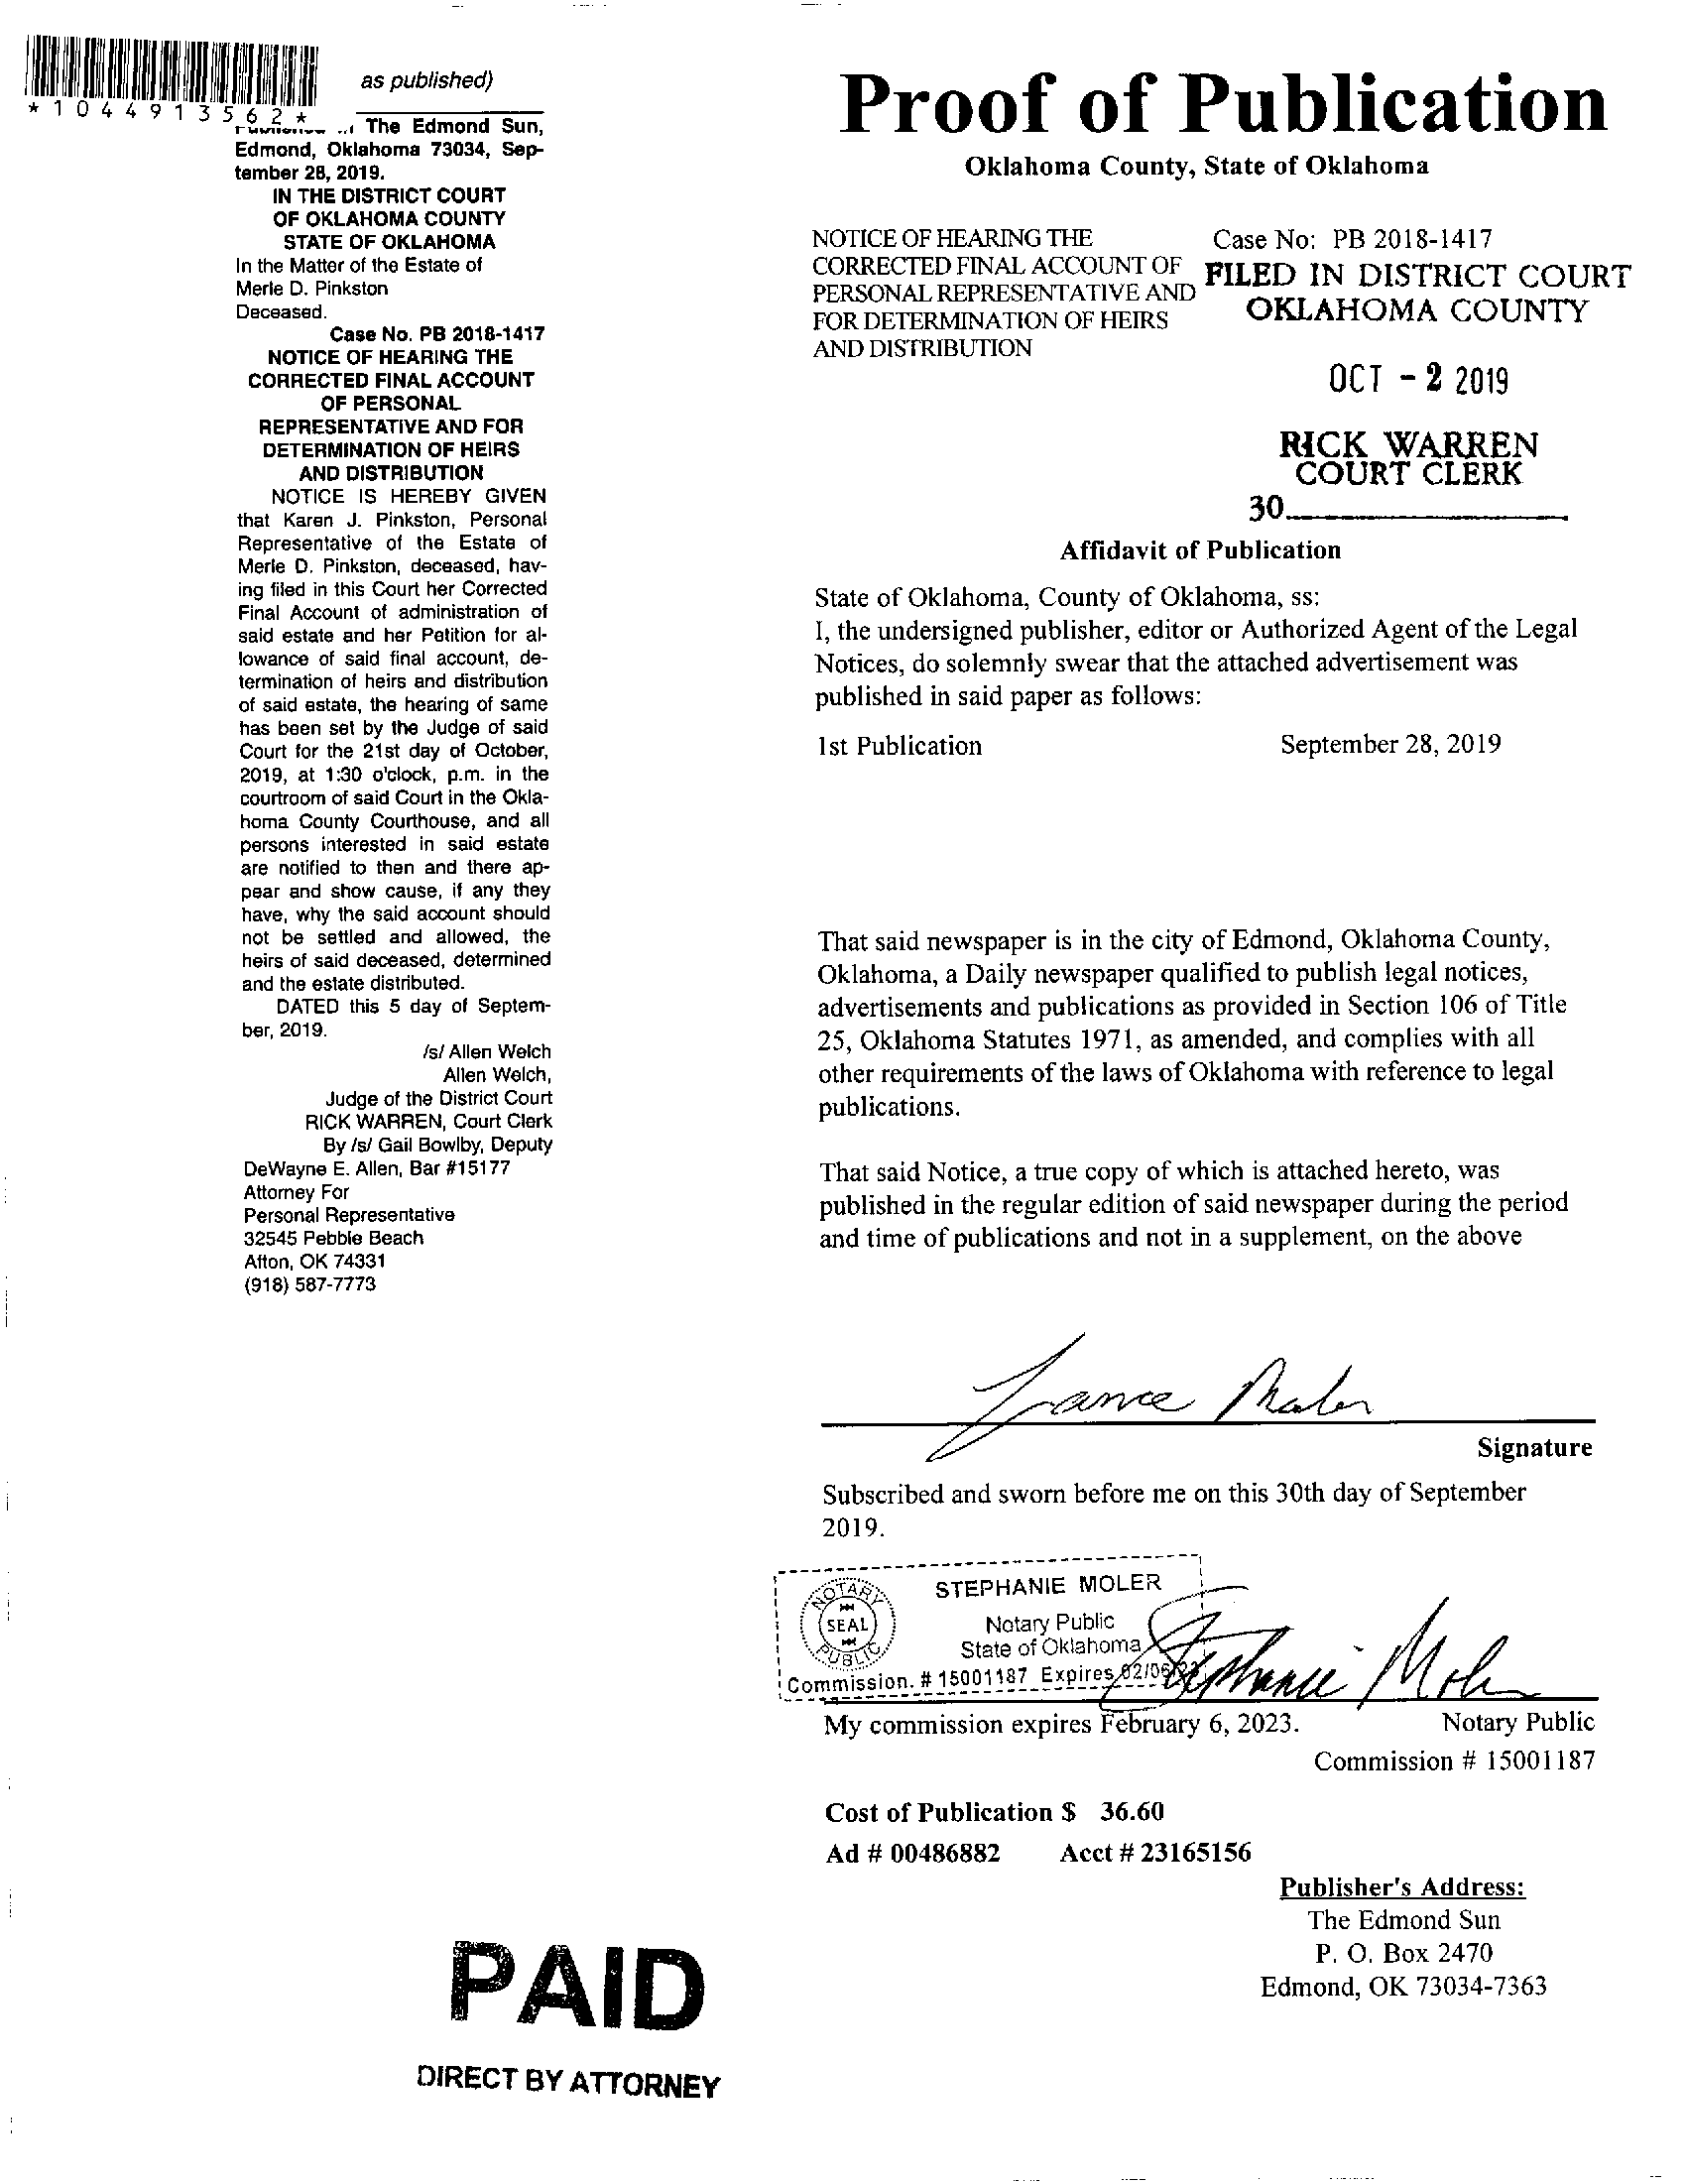 *1044913562*
as published)
The Edmond Sun,
Edmond, Oklahoma 73034, Sep-
tember 28, 2019.
IN THE DISTRICT COURT
OF OKLAHOMA COUNTY
STATE OF OKLAHOMA
In the Matter of the Estate of
Merle D. Pinkston
Deceased.
Case No. PB 2018-1417
NOTICE OF HEARING THE
CORRECTED FINAL ACCOUNT
OF PERSONAL
REPRESENTATIVE AND FOR
DETERMINATION OF HEIRS
AND DISTRIBUTION
NOTICE IS HEREBY GIVEN
that Karen J. Pinkston, Personal
Representative of the Estate of
Merle D. Pinkston, deceased, hav-
ing filed in this Court her Corrected
Final Account of administration of
said estate and her Petition for al-
lowance of said final account, de-
termination of heirs and distribution
of said estate, the hearing of same
has been set by the Judge of said
Court for the 21st day of October,
2019, at 1:30 o'clock, p.m. in the
courtroom of said Court in the Okla-
homa County Courthouse, and all
persons interested in said estate
are notified to then and there ap-
pear and show cause, if any they
have, why the said account should
not be settled and allowed, the
heirs of said deceased, determined
and the estate distributed.
DATED this 5 day of Septem-
ber, 2019.
/s/ Allen Welch
Allen Welch,
Judge of the District Court
RICK WARREN, Court Clerk
By /s/ Gail Bowlby, Deputy
DeWayne E. Allen, Bar #15177
Attorney For
Personal Representative
32545 Pebble Beach
Afton, OK 74331
(918) 587-7773
PAID
DIRECT BY ATTORNEY
Proof of Publication
Oklahoma County, State of Oklahoma
NOTICE OF HEARING THE
CORRECTED FINAL ACCOUNT OF
PERSONAL REPRESENTATIVE AND
FOR DETERMINATION OF HEIRS
AND DISTRIBUTION
Case No: PB 2018-1417
FILED IN DISTRICT COURT
OKLAHOMA COUNTY
OCT - 2 2019
RICK WARREN
COURT CLERK
30
Affidavit of Publication
State of Oklahoma, County of Oklahoma, ss:
I, the undersigned publisher, editor or Authorized Agent of the Legal
Notices, do solemnly swear that the attached advertisement was
published in said paper as follows:
1st Publication September 28, 2019
That said newspaper is in the city of Edmond, Oklahoma County,
Oklahoma, a Daily newspaper qualified to publish legal notices,
advertisements and publications as provided in Section 106 of Title
25, Oklahoma Statutes 1971, as amended, and complies with all
other requirements of the laws of Oklahoma with reference to legal
publications.
That said Notice, a true copy of which is attached hereto, was
published in the regular edition of said newspaper during the period
and time of publications and not in a supplement, on the above
Lance
Signature
Subscribed and sworn before me on this 30th day of September
2019.
NOTARY
SEAL
PUBLIC
STEPHANIE MOLER
Notary Public
State of Oklahoma
Commission. # 15001187 Expires 02/06/23
Stephanie Moler
My commission expires February 6, 2023. Notary Public
Commission # 15001187
Cost of Publication $ 36.60
Ad # 00486882 Acct # 23165156
Publisher's Address:
The Edmond Sun
P. O. Box 2470
Edmond, OK 73034-7363